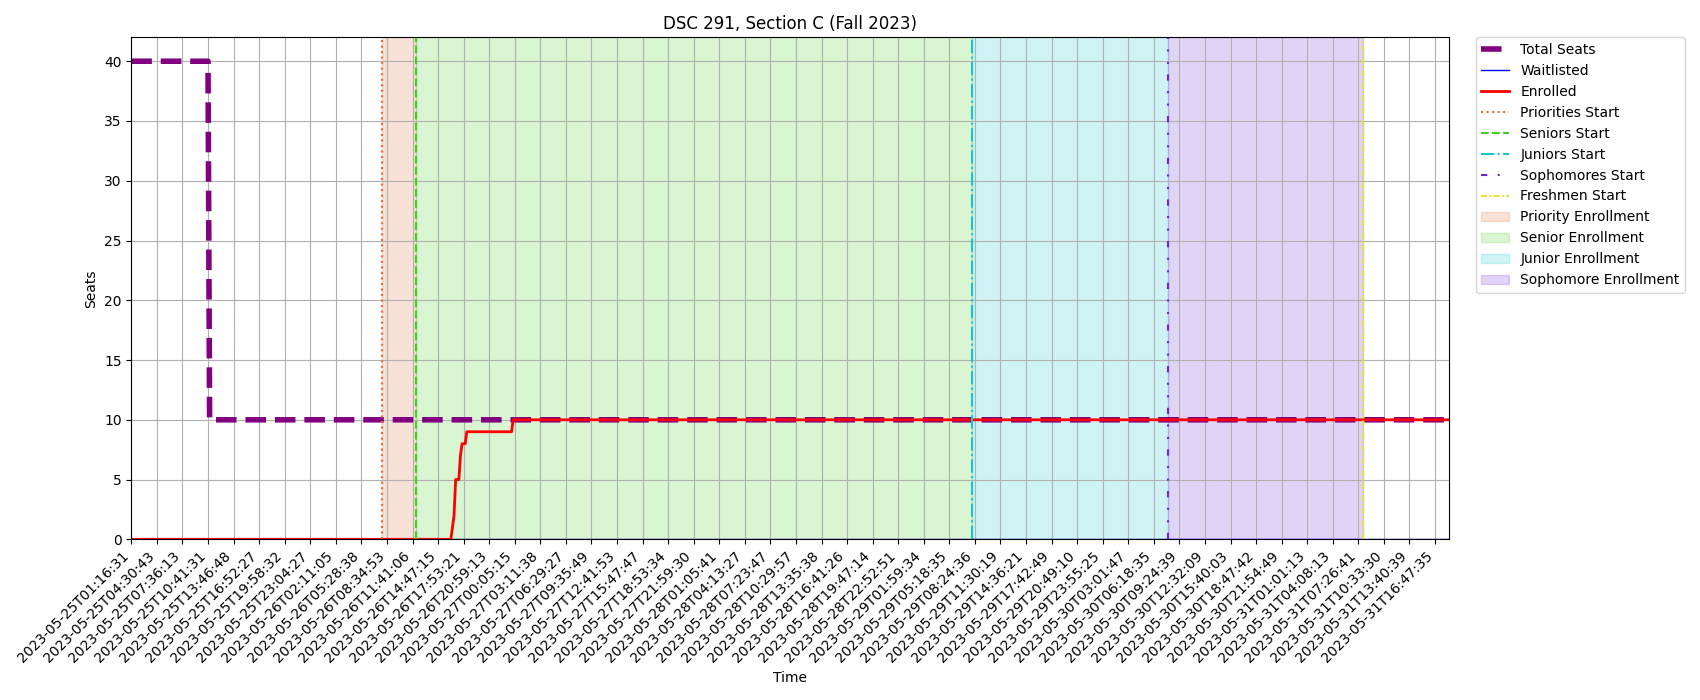 DSC 291, Section C (Fall 2023)
Seats
40
35
30
25
20
15
10
5
0
2023-05-25T01:16:31
2023-05-25T04:30:43
2023-05-25T07:36:13
2023-05-25T10:41:31
2023-05-25T13:46:48
2023-05-25T16:52:27
2023-05-25T19:58:32
2023-05-25T23:04:27
2023-05-26T02:11:05
2023-05-26T05:28:38
2023-05-26T08:34:53
2023-05-26T11:41:06
2023-05-26T14:47:15
2023-05-26T17:53:21
2023-05-26T20:59:13
2023-05-27T00:05:15
2023-05-27T03:11:38
2023-05-27T06:29:27
2023-05-27T09:35:49
2023-05-27T12:41:53
2023-05-27T15:47:47
2023-05-27T18:53:34
2023-05-27T21:59:30
2023-05-28T01:05:41
2023-05-28T04:13:27
2023-05-28T07:23:47
2023-05-28T10:29:57
2023-05-28T13:35:38
2023-05-28T16:41:26
2023-05-28T19:47:14
2023-05-28T22:52:51
2023-05-29T01:59:34
2023-05-29T05:18:35
2023-05-29T08:24:36
2023-05-29T11:30:19
2023-05-29T14:36:21
2023-05-29T17:42:49
2023-05-29T20:49:10
2023-05-29T23:55:25
2023-05-30T03:01:47
2023-05-30T06:18:35
2023-05-30T09:24:39
2023-05-30T12:32:09
2023-05-30T15:40:03
2023-05-30T18:47:42
2023-05-30T21:54:49
2023-05-31T01:01:13
2023-05-31T04:08:13
2023-05-31T07:26:41
2023-05-31T10:33:30
2023-05-31T13:40:39
2023-05-31T16:47:35
Time
Total Seats
Waitlisted
Enrolled
Priorities Start
Seniors Start
Juniors Start
Sophomores Start
Freshmen Start
Priority Enrollment
Senior Enrollment
Junior Enrollment
Sophomore Enrollment